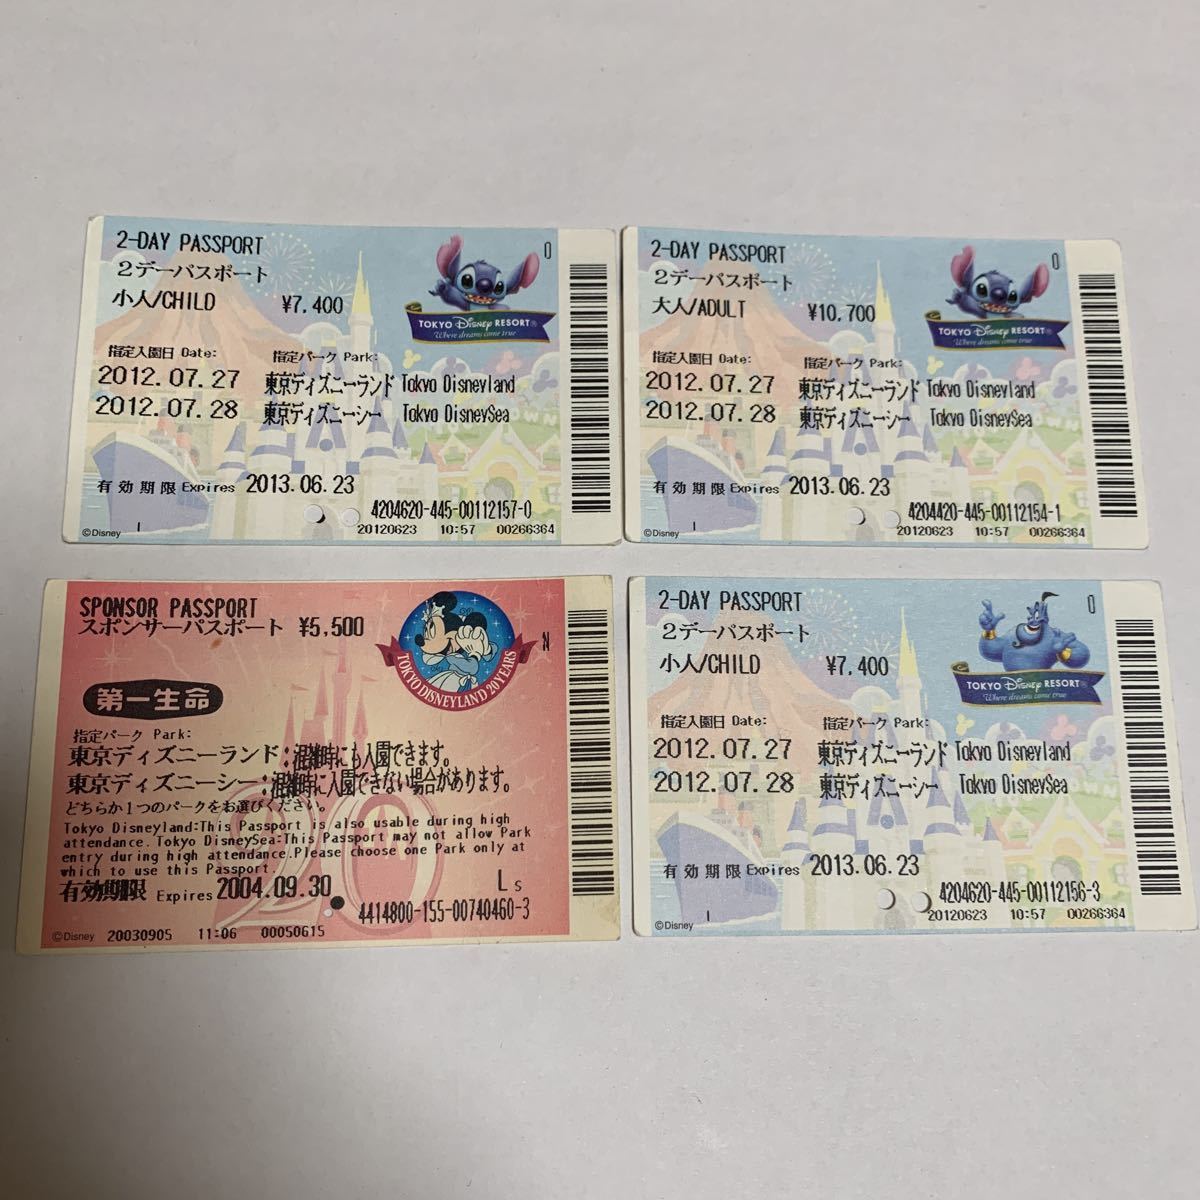 2-DAY PASSPORT
2デーパスポート
小人/CHILD ¥7,400
0
TOKYO Disney RESORT®
Where dreams come true
指定入園日 Date: 指定パーク Park:
2012.07.27 東京ディズニーランド Tokyo Disneyland
2012.07.28 東京ディズニーシー Tokyo DisneySea
有効期限 Expires 2013.06.23
4204620-445-00112157-0
20120623 10:57 00266364
©Disney
2-DAY PASSPORT
2デーパスポート
大人/ADULT ¥10,700
0
TOKYO Disney RESORT®
Where dreams come true
指定入園日 Date: 指定パーク Park:
2012.07.27 東京ディズニーランド Tokyo Disneyland
2012.07.28 東京ディズニーシー Tokyo DisneySea
有効期限 Expires 2013.06.23
4204420-445-00112154-1
20120623 10:57 00266364
©Disney
SPONSOR PASSPORT
スポンサーパスポート ¥5,500
N
TOKYO DISNEYLAND 20 YEARS
第一生命
指定パーク Park:
東京ディズニーランド:混雑時にも入園できます。
東京ディズニーシー:混雑時に入園できない場合があります。
どちらか1つのパークをお選びください。
Tokyo Disneyland:This Passport is also usable during high
attendance. Tokyo DisneySea:This Passport may not allow Park
entry during high attendance.Please choose one Park only at
which to use this Passport.
有効期限 Expires 2004.09.30
L s
4414800-155-00740460-3
©Disney 20030905 11:06 00050615
2-DAY PASSPORT
2デーパスポート
小人/CHILD ¥7,400
0
TOKYO Disney RESORT®
Where dreams come true
指定入園日 Date: 指定パーク Park:
2012.07.27 東京ディズニーランド Tokyo Disneyland
2012.07.28 東京ディズニーシー Tokyo DisneySea
有効期限 Expires 2013.06.23
4204620-445-00112156-3
20120623 10:57 00266364
©Disney